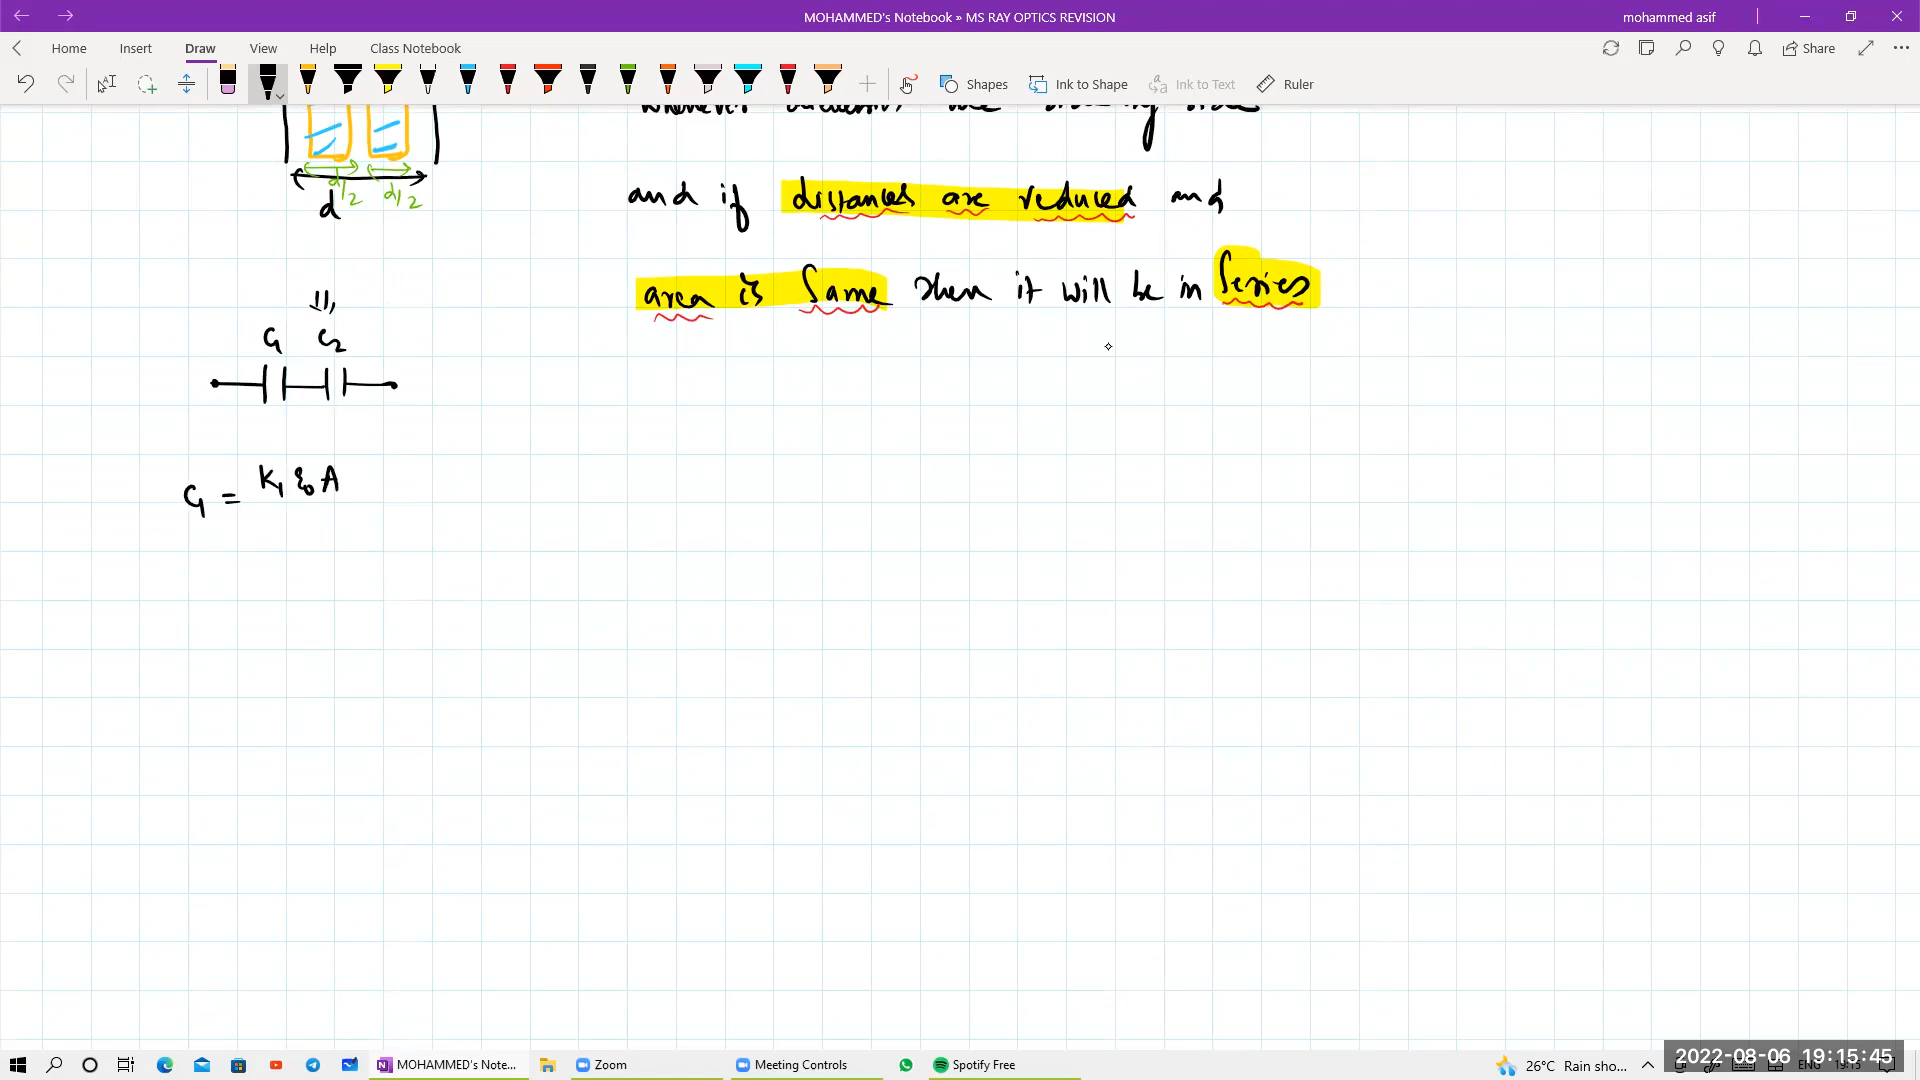 MOHAMMED's Notebook » MS RAY OPTICS REVISION
mohammed asif
Home Insert Draw View Help Class Notebook
Share
Shapes Ink to Shape Ink to Text Ruler
and if distances are reduced and
area is Same then it will be in Series
d/2 d/2
d
C1 C2
C1 = K1 ε0 A
MOHAMMED's Note... Zoom Meeting Controls Spotify Free
26°C Rain sho...
2022-08-06 19:15:45